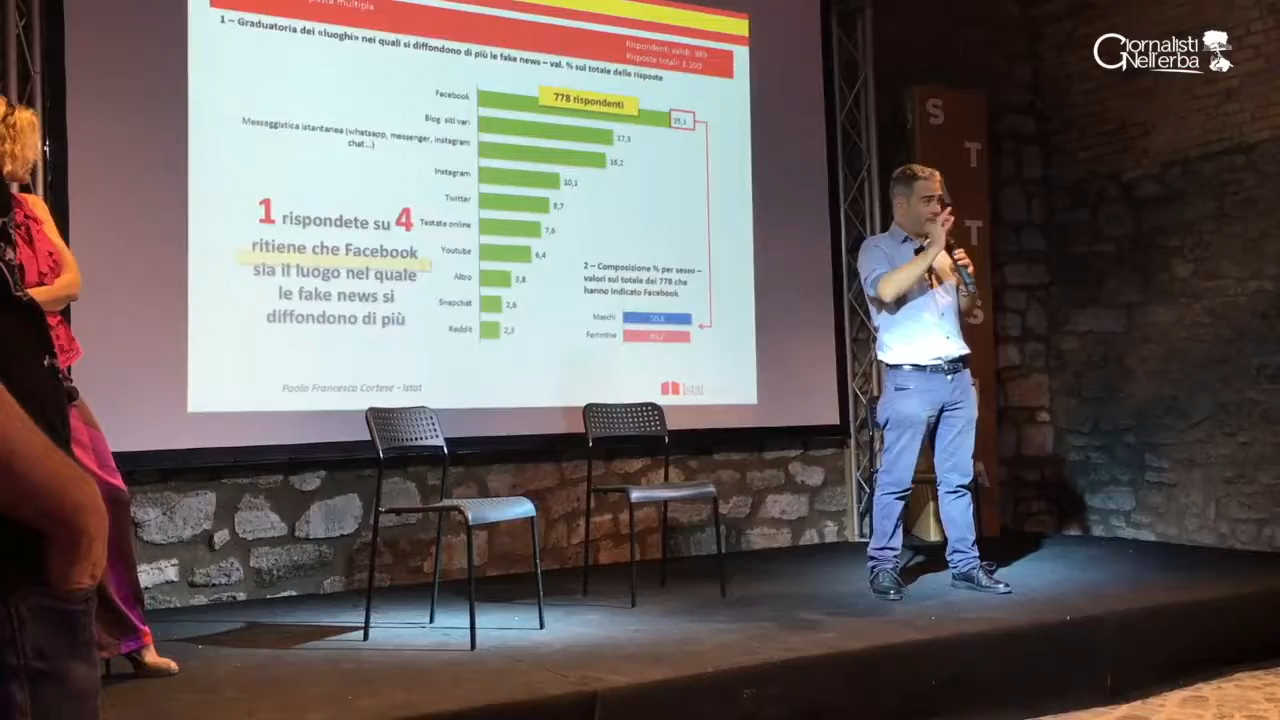 risposta multipla
1 – Graduatoria dei «luoghi» nei quali si diffondono di più le fake news – val. % sul totale delle risposte
Rispondenti validi: 989
Risposte totali: 3.100
Facebook
778 rispondenti
25,1
Blog siti vari
17,3
Messaggistica istantanea (whatsapp, messenger, instagram
chat...)
16,2
Instagram
10,1
Twitter
8,7
Testate online
7,6
Youtube
6,4
Altro
3,8
Snapchat
2,6
Reddit
2,3
1 rispondete su 4
ritiene che Facebook
sia il luogo nel quale
le fake news si
diffondono di più
2 – Composizione % per sesso –
valori sul totale dei 778 che
hanno indicato Facebook
Maschi
Femmine
Paola Francesca Cortese - Istat
Istat
Giornalisti
Nell'erba
S
T
T
S
A